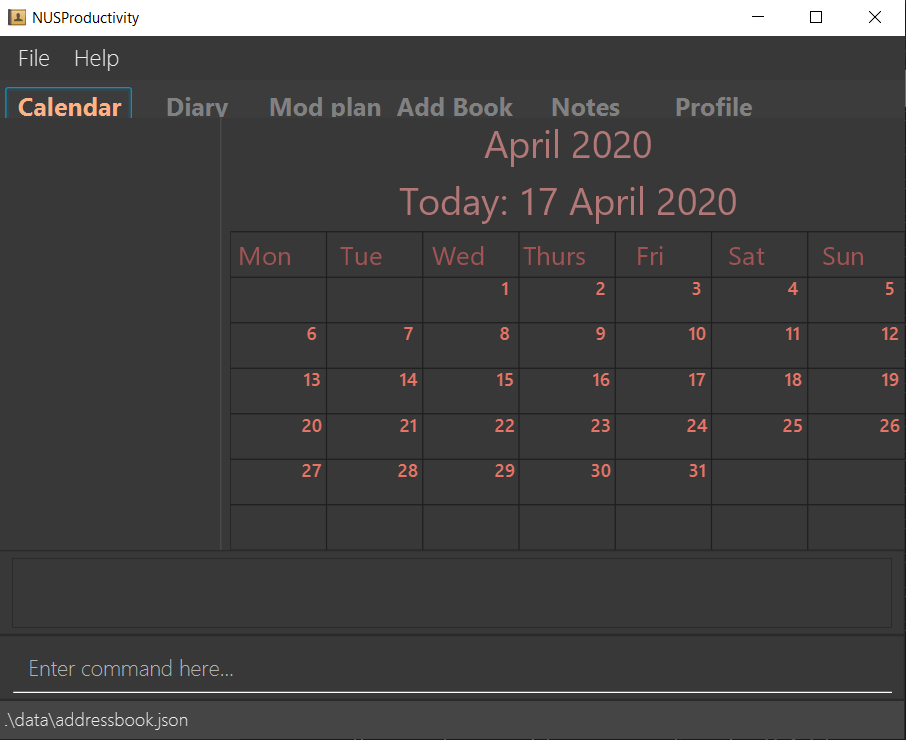 NUSProductivity
File Help
Calendar Diary Mod plan Add Book Notes Profile
April 2020
Today: 17 April 2020
Mon Tue Wed Thurs Fri Sat Sun
1 2 3 4 5
6 7 8 9 10 11 12
13 14 15 16 17 18 19
20 21 22 23 24 25 26
27 28 29 30 31
Enter command here...
.\data\addressbook.json